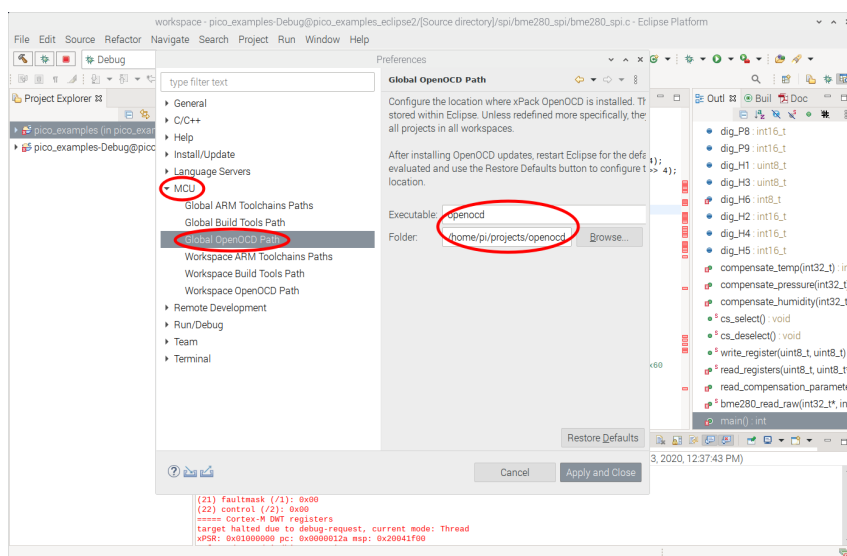 workspace - pico_examples-Debug@pico_examples_eclipse2/[Source directory]/spi/bme280_spi/bme280_spi.c - Eclipse Platform
File Edit Source Refactor Navigate Search Project Run Window Help
Debug
Preferences
Project Explorer
pico_examples (in pico_exam
pico_examples-Debug@pico
type filter text
General
C/C++
Help
Install/Update
Language Servers
MCU
Global ARM Toolchains Paths
Global Build Tools Path
Global OpenOCD Path
Workspace ARM Toolchains Paths
Workspace Build Tools Path
Workspace OpenOCD Path
Remote Development
Run/Debug
Team
Terminal
Global OpenOCD Path
Configure the location where xPack OpenOCD is installed. Th
stored within Eclipse. Unless redefined more specifically, the
all projects in all workspaces.
After installing OpenOCD updates, restart Eclipse for the defa
evaluated and use the Restore Defaults button to configure t
location.
Executable: openocd
Folder: /home/pi/projects/openocd Browse...
Restore Defaults
Cancel Apply and Close
4);
>> 4);
x60
Outl Buil Doc
dig_P8 : int16_t
dig_P9 : int16_t
dig_H1 : uint8_t
dig_H3 : uint8_t
dig_H6 : int8_t
dig_H2 : int16_t
dig_H4 : int16_t
dig_H5 : int16_t
compensate_temp(int32_t) : in
compensate_pressure(int32_t
compensate_humidity(int32_t
cs_select() : void
cs_deselect() : void
write_register(uint8_t, uint8_t)
read_registers(uint8_t, uint8_t*
read_compensation_paramete
bme280_read_raw(int32_t*, in
main() : int
3, 2020, 12:37:43 PM)
(21) faultmask (/1): 0x00
(22) control (/2): 0x00
===== Cortex-M DWT registers
target halted due to debug-request, current mode: Thread
xPSR: 0x01000000 pc: 0x0000012a msp: 0x20041f00